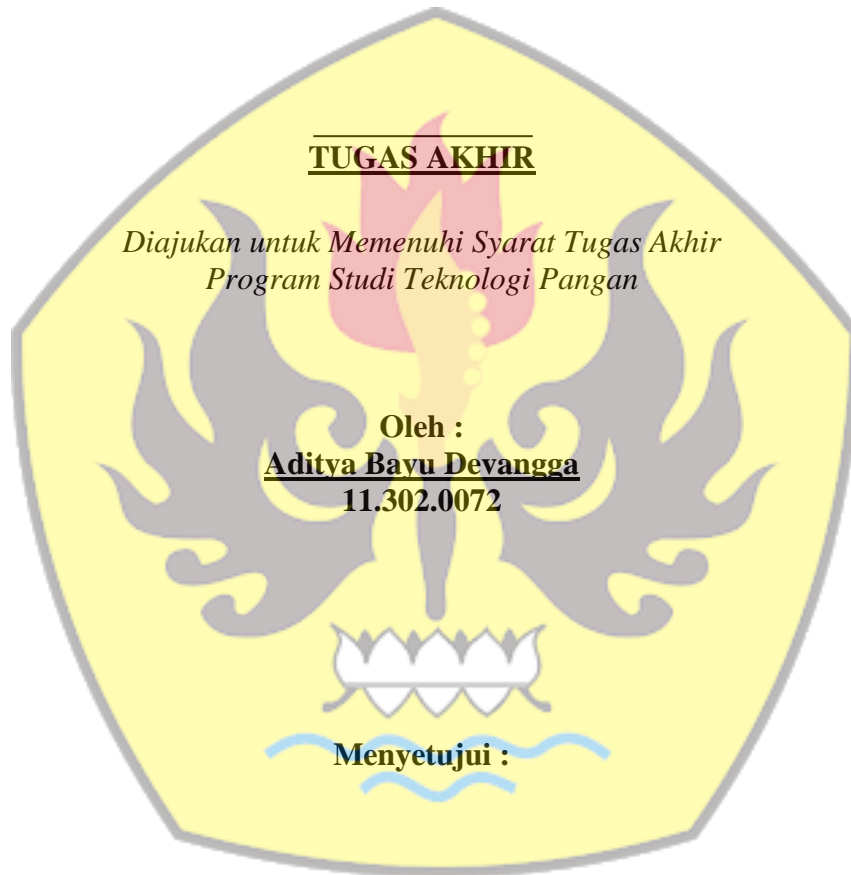 TUGAS AKHIR
Diajukan untuk Memenuhi Syarat Tugas Akhir
Program Studi Teknologi Pangan
Oleh :
Aditya Bayu Devangga
11.302.0072
Menyetujui :